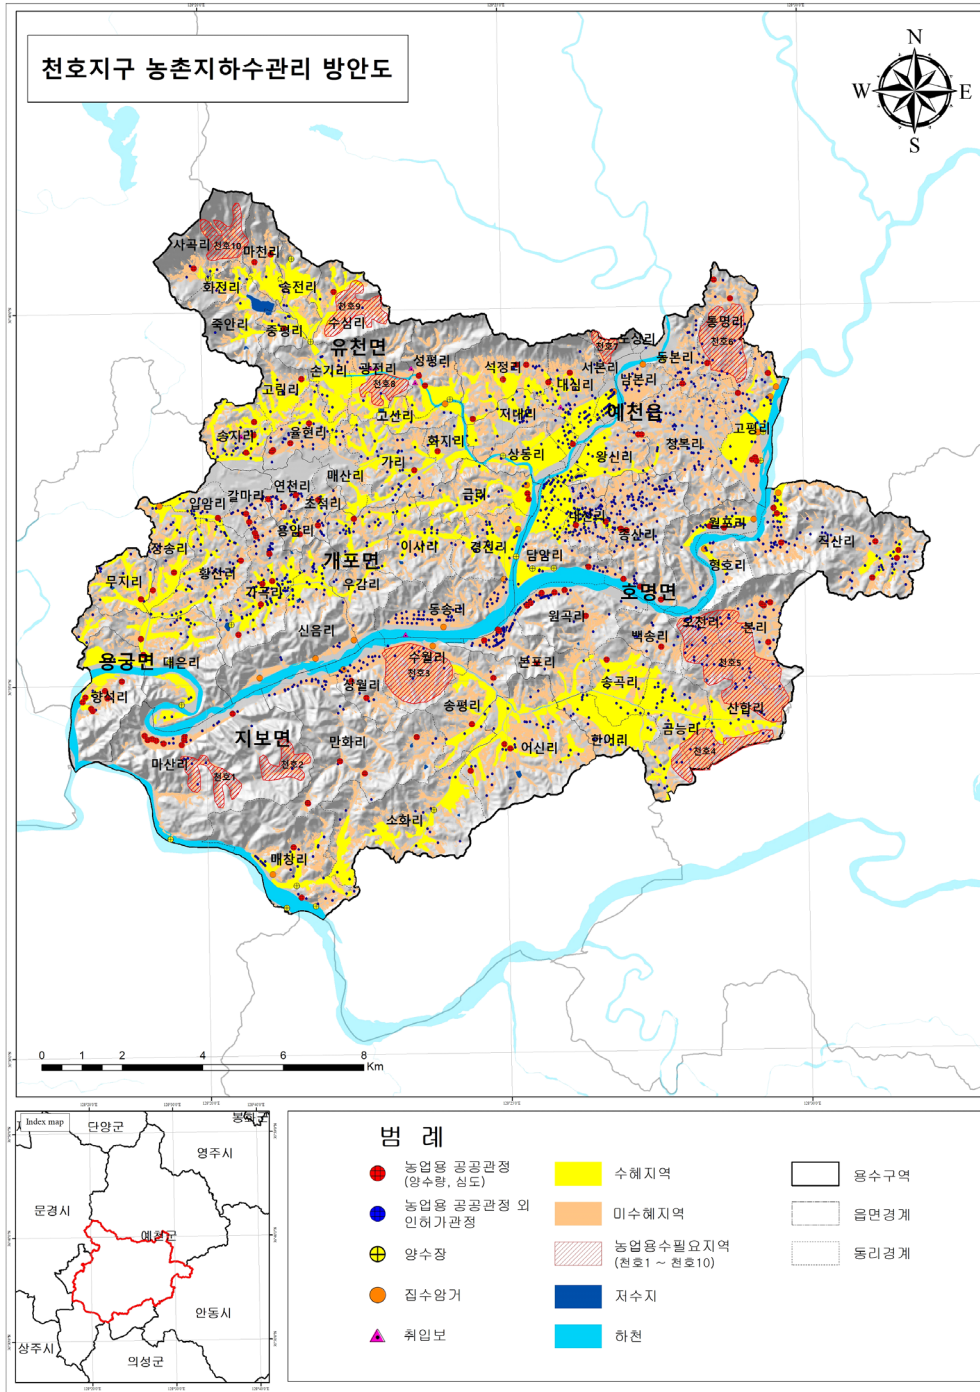 천호지구 농촌지하수관리 방안도
N
W E
S
사곡리
천호10
마천리
화전리
송전리
죽안리
중평리
천호9
수심리
유천면
손기리
광전리
성평리
천호8
고림리
고산리
석정리
대심리
천호7
도상리
서본리
동본리
남본리
통명리
천호6
예천읍
저대리
고평리
송지리
율현리
화지리
청복리
상동리
왕신리
가리
매산리
연천리
갈마리
금리
월포리
장송리
용암리
개포면
이사리
경진리
담암리
종산리
직산리
형호리
무지리
황산리
우감리
호명면
동송리
원곡리
오천리
본리
신음리
백송리
용궁면
대은리
수월리
천호3
본포리
천호5
향석리
상월리
송곡리
송평리
산합리
곰능리
지보면
만화리
어신리
한어리
천호4
마산리
천호1
천호2
소화리
매창리
0 1 2 4 6 8
Km
Index map
단양군
봉화군
영주시
문경시
예천군
안동시
상주시
의성군
범 례
농업용 공공관정
(양수량, 심도)
농업용 공공관정 외
인허가관정
양수장
집수암거
취입보
수혜지역
미수혜지역
농업용수필요지역
(천호1 ~ 천호10)
저수지
하천
용수구역
읍면경계
동리경계